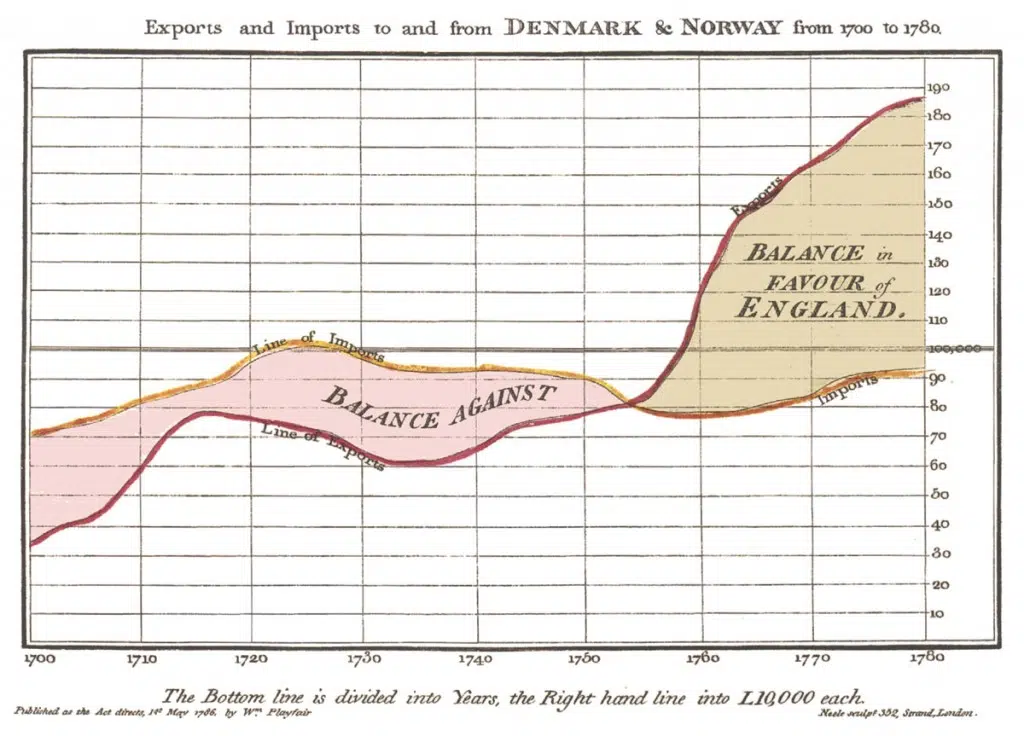 Exports and Imports to and from DENMARK & NORWAY from 1700 to 1780.
190
180
170
160
150
140
130
120
110
100,000
90
80
70
60
50
40
30
20
10
Exports
BALANCE in
FAVOUR of
ENGLAND.
Line of Imports
Imports
BALANCE AGAINST
Line of Exports
1700 1710 1720 1730 1740 1750 1760 1770 1780
The Bottom line is divided into Years, the Right hand line into L10,000 each.
Published as the Act directs, 1st May 1786, by Wm. Playfair
Neele sculpt 352, Strand, London.